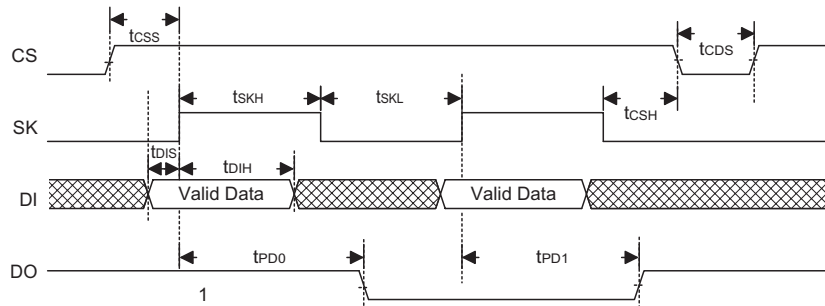 tCSS
tCDS
CS
tSKH
tSKL
tCSH
SK
tDIS
tDIH
DI
Valid Data
Valid Data
tPD0
tPD1
DO
1